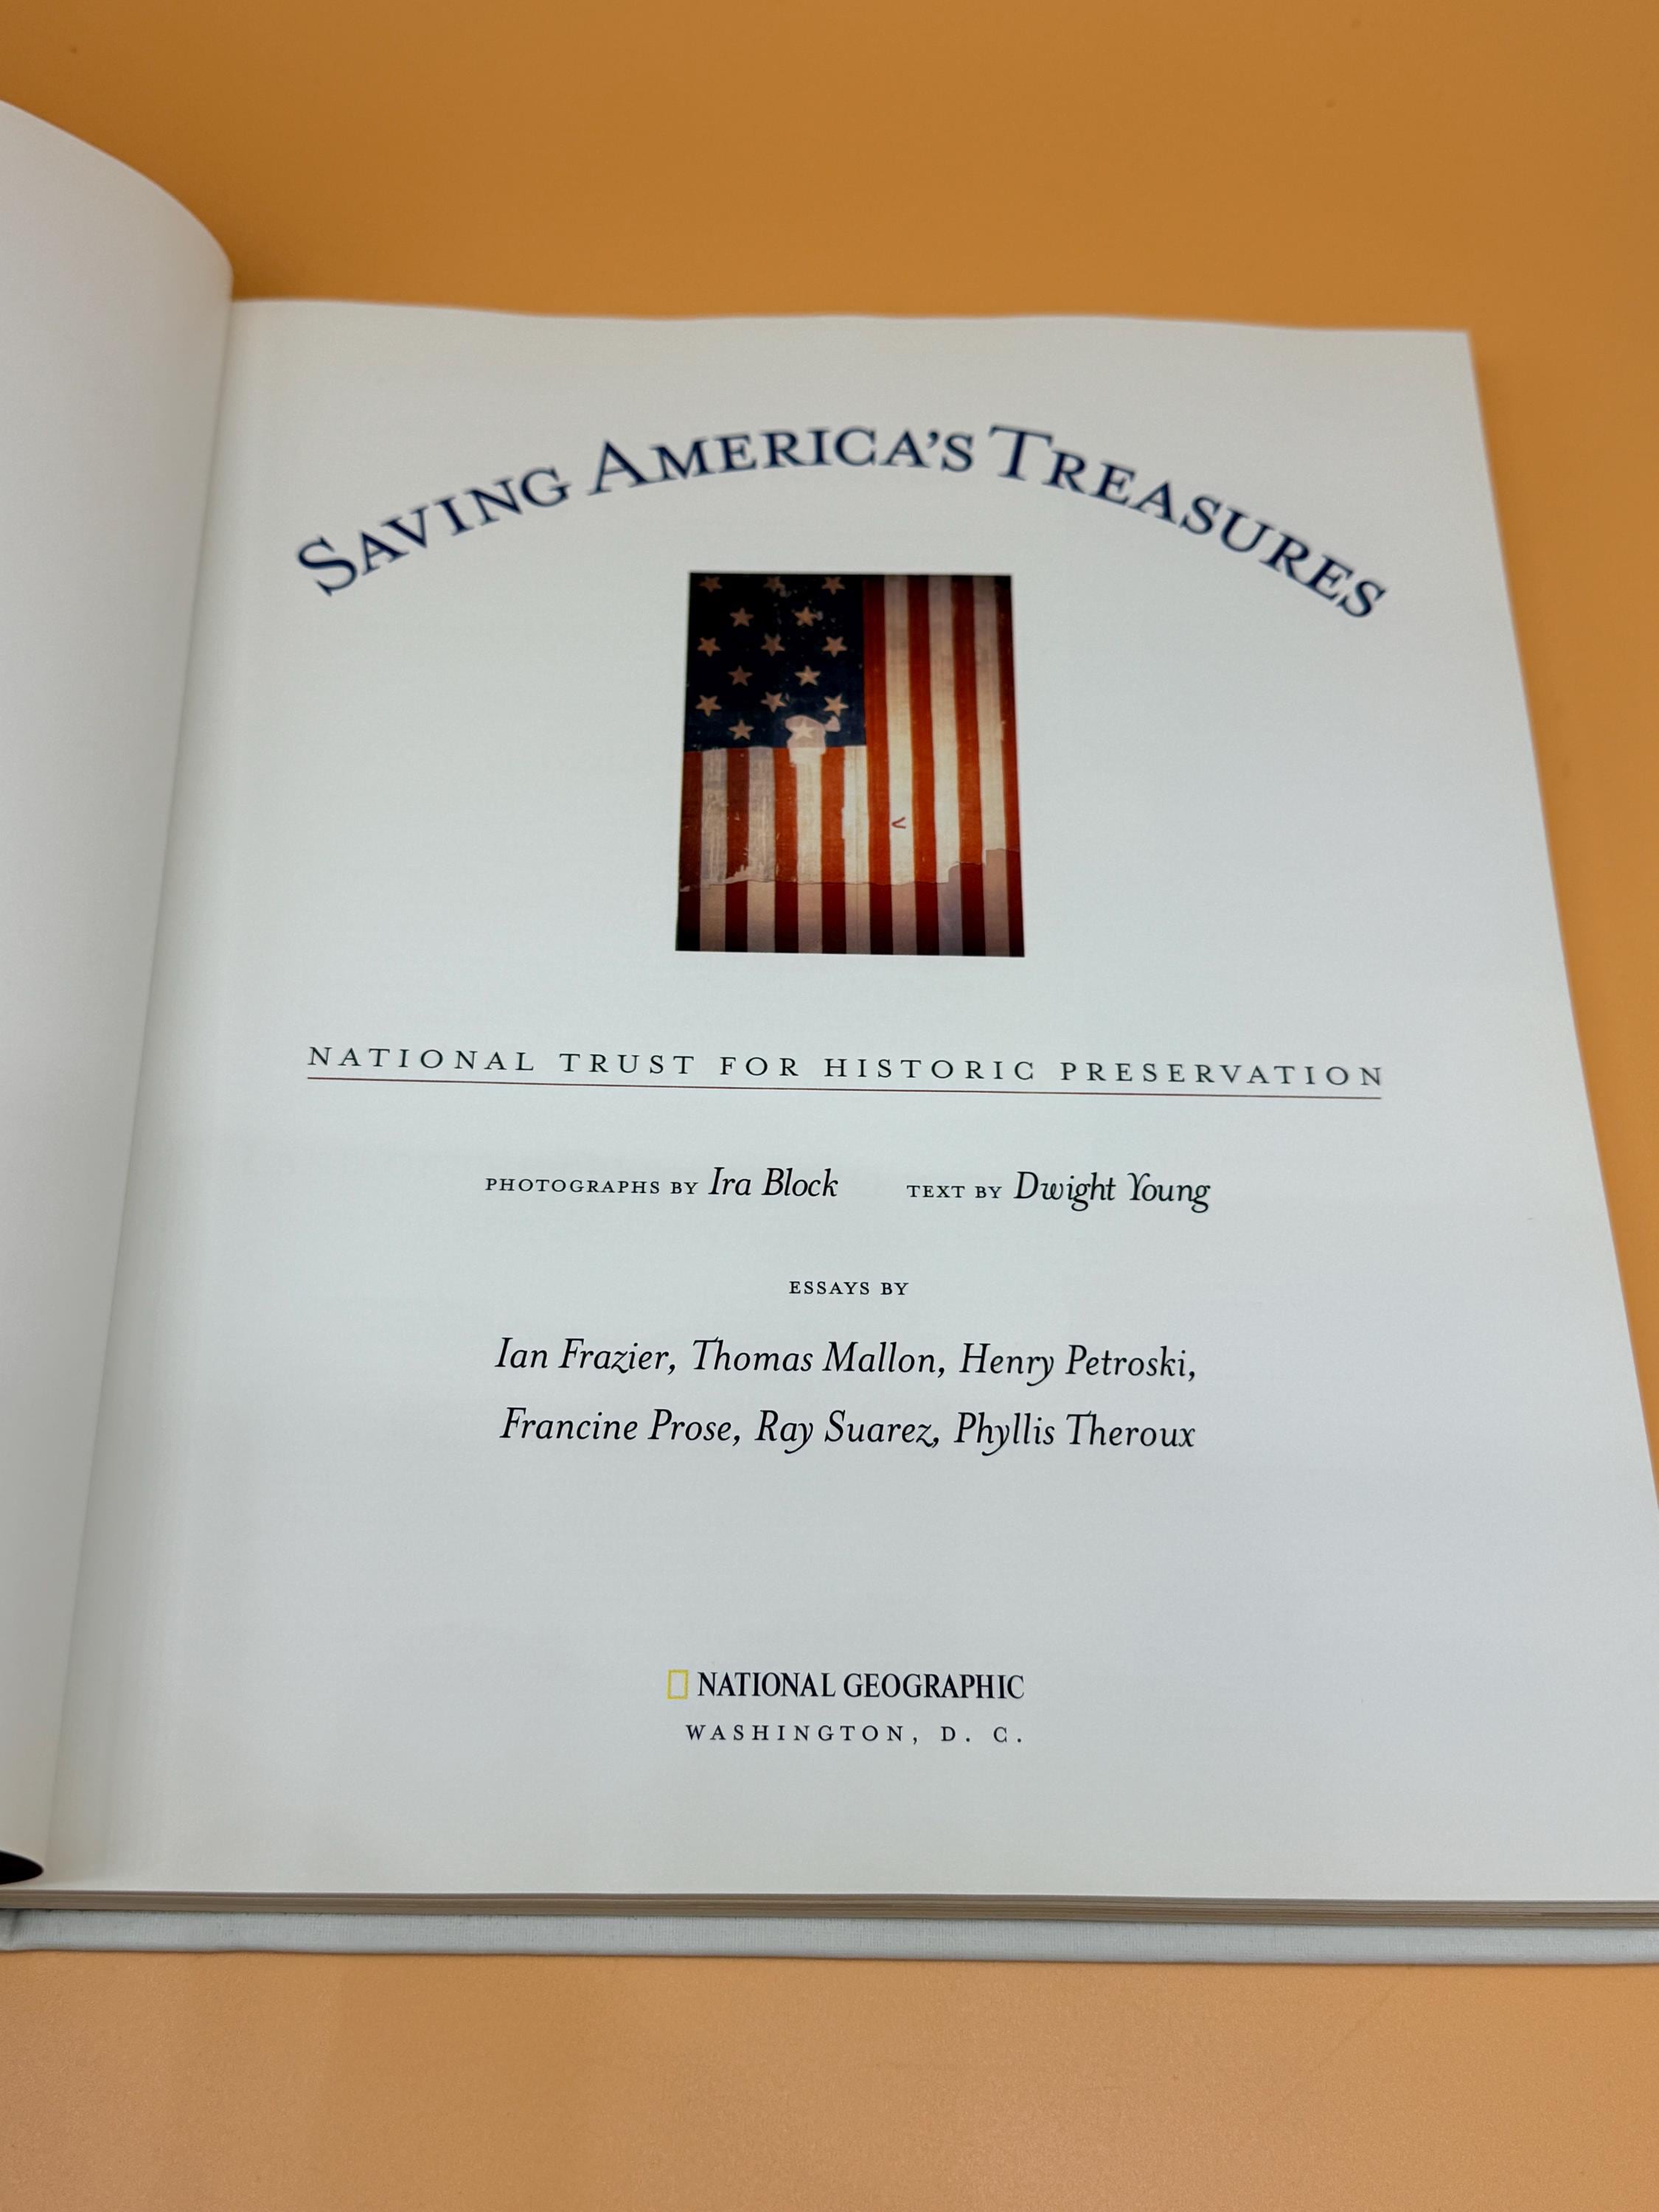 SAVING AMERICA'S TREASURES
NATIONAL TRUST FOR HISTORIC PRESERVATION
PHOTOGRAPHS BY Ira Block TEXT BY Dwight Young
ESSAYS BY
Ian Frazier, Thomas Mallon, Henry Petroski,
Francine Prose, Ray Suarez, Phyllis Theroux
NATIONAL GEOGRAPHIC
WASHINGTON, D. C.